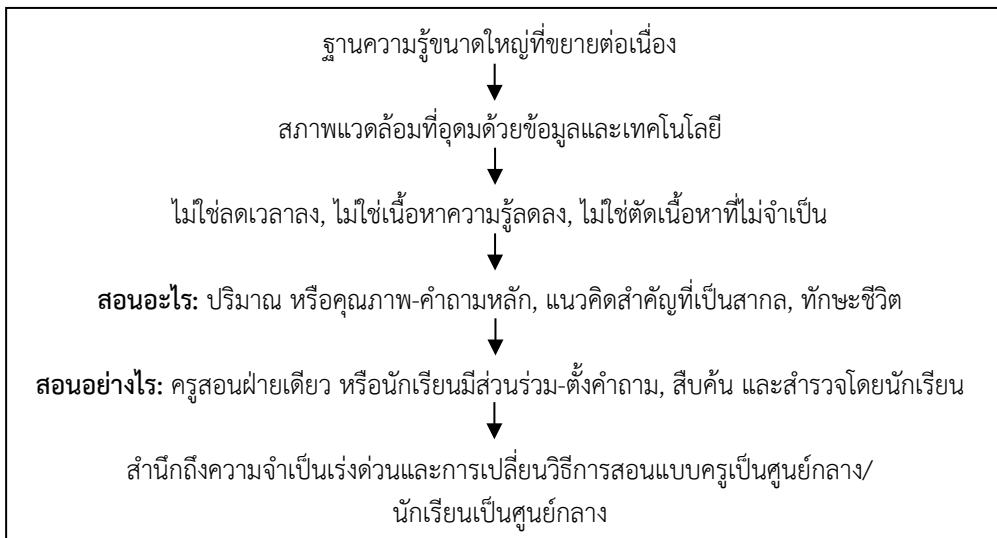 ฐานความรู้ขนาดใหญ่ที่ขยายต่อเนื่อง
สภาพแวดล้อมที่อุดมด้วยข้อมูลและเทคโนโลยี
ไม่ใช่ลดเวลาลง, ไม่ใช่เนื้อหาความรู้ลดลง, ไม่ใช่ตัดเนื้อหาที่ไม่จำเป็น
สอนอะไร: ปริมาณ หรือคุณภาพ-คำถามหลัก, แนวคิดสำคัญที่เป็นสากล, ทักษะชีวิต
สอนอย่างไร: ครูสอนฝ่ายเดียว หรือนักเรียนมีส่วนร่วม-ตั้งคำถาม, สืบค้น และสำรวจโดยนักเรียน
สำนึกถึงความจำเป็นเร่งด่วนและการเปลี่ยนวิธีการสอนแบบครูเป็นศูนย์กลาง/
นักเรียนเป็นศูนย์กลาง